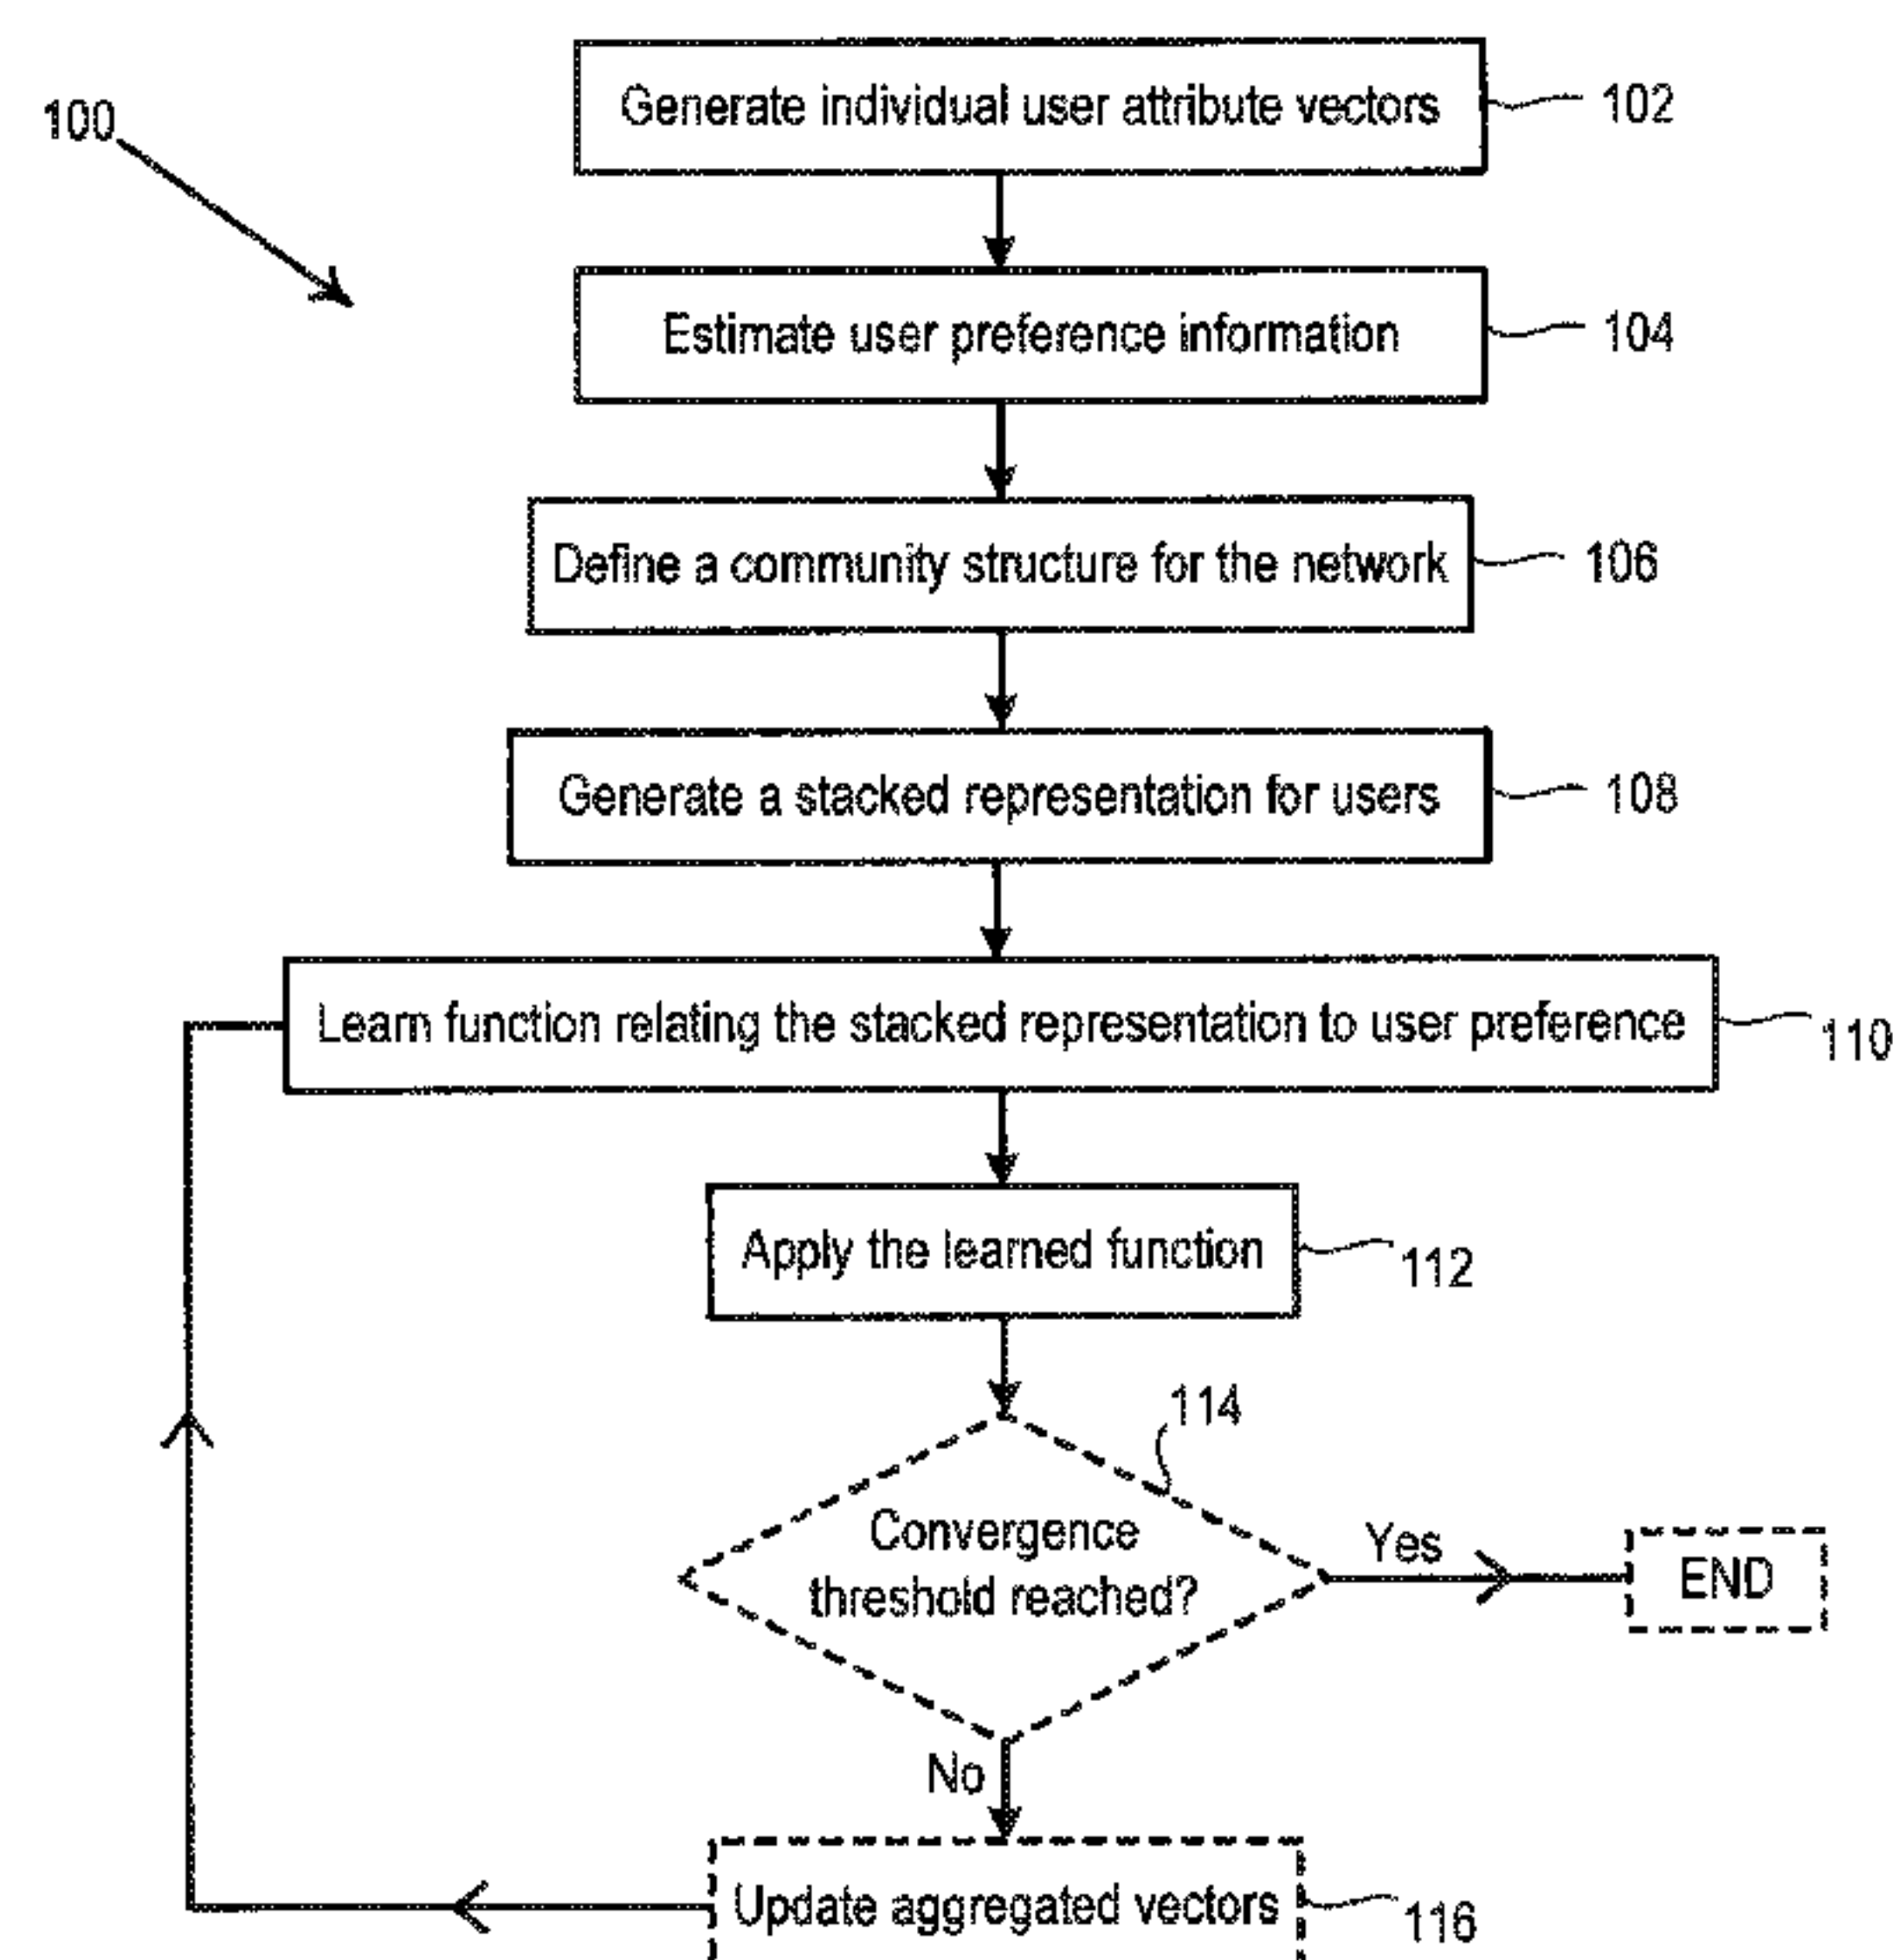 100
Generate individual user attribute vectors
102
Estimate user preference information
104
Define a community structure for the network
106
Generate a stacked representation for users
108
Learn function relating the stacked representation to user preference
110
Apply the learned function
112
114
Convergence
threshold reached?
Yes
END
No
Update aggregated vectors
116